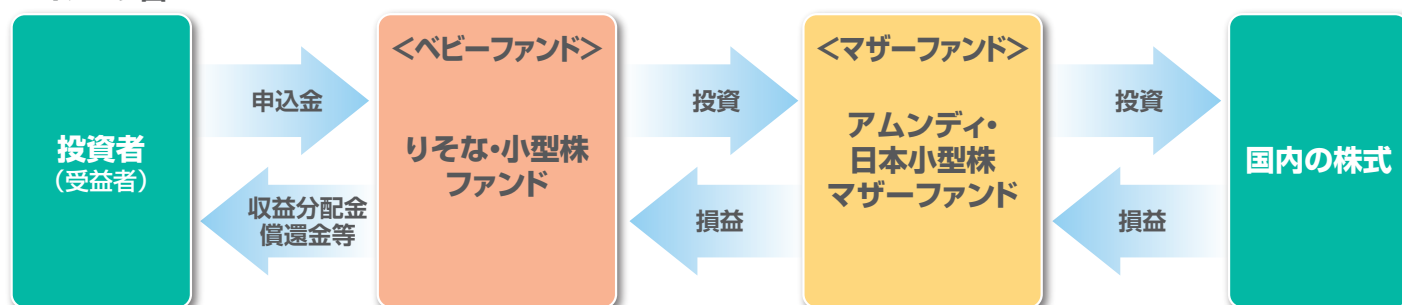 投資者
（受益者）
申込金
収益分配金
償還金等
＜ベビーファンド＞
りそな・小型株
ファンド
投資
損益
＜マザーファンド＞
アムンディ・
日本小型株
マザーファンド
投資
損益
国内の株式